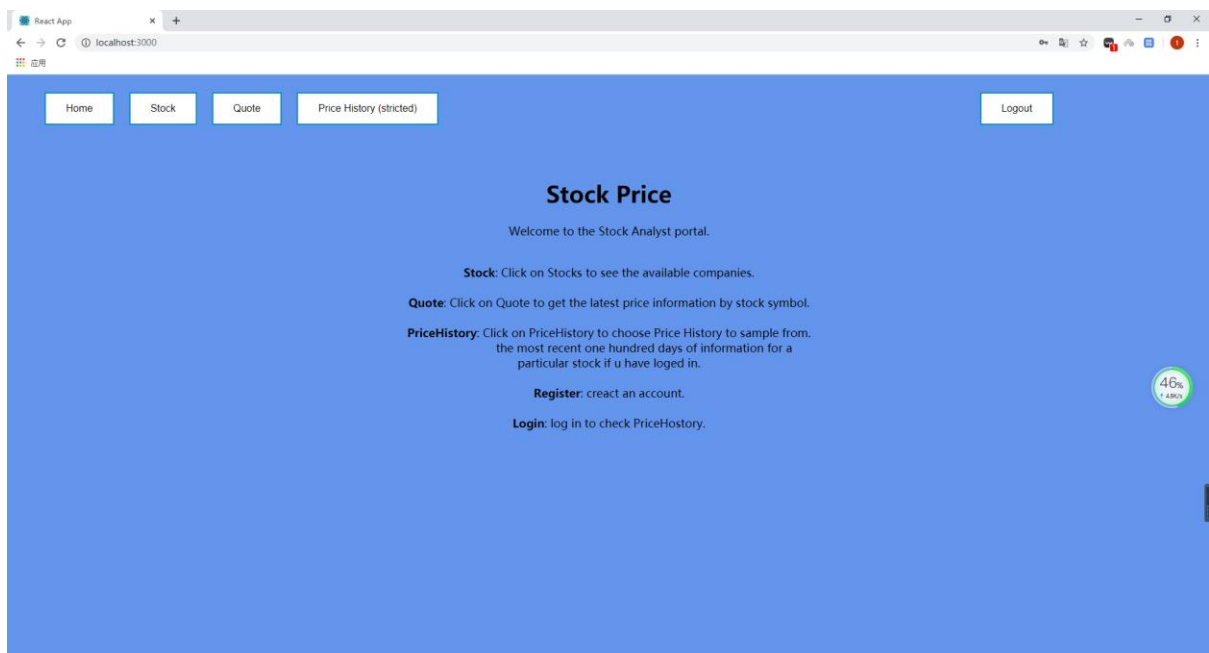 React App
localhost:3000
应用
Home
Stock
Quote
Price History (stricted)
Logout
Stock Price
Welcome to the Stock Analyst portal.
Stock: Click on Stocks to see the available companies.
Quote: Click on Quote to get the latest price information by stock symbol.
PriceHistory: Click on PriceHistory to choose Price History to sample from.
the most recent one hundred days of information for a
particular stock if u have loged in.
46%
Register: creact an account.
Login: log in to check PriceHostory.